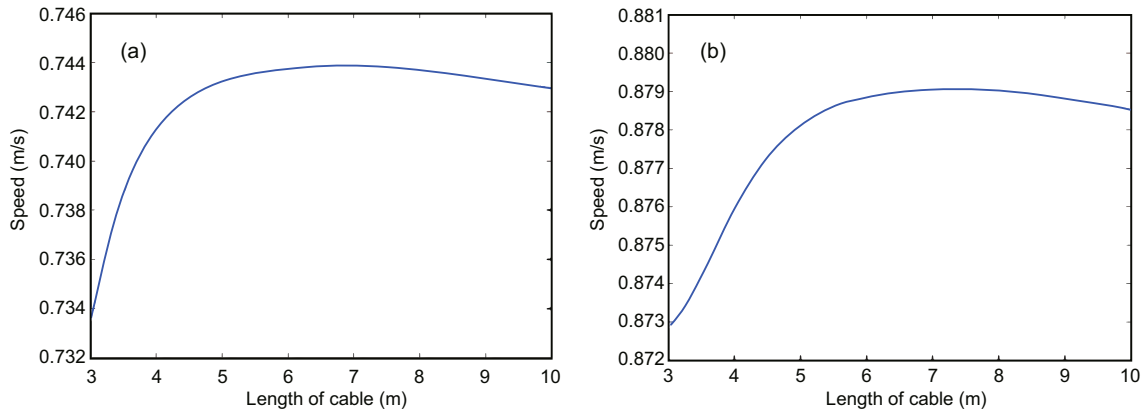 0.746
0.744
0.742
0.740
0.738
0.736
0.734
0.732
Speed (m/s)
(a)
3 4 5 6 7 8 9 10
Length of cable (m)
0.881
0.880
0.879
0.878
0.877
0.876
0.875
0.874
0.873
0.872
Speed (m/s)
(b)
3 4 5 6 7 8 9 10
Length of cable (m)